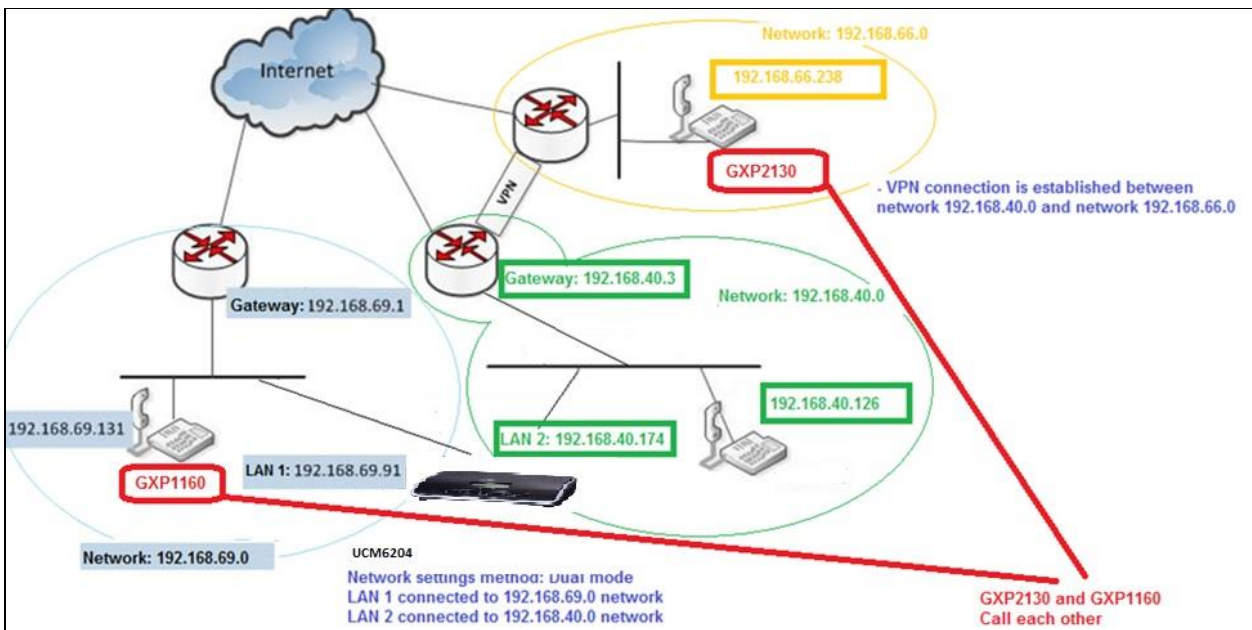 Internet
Network: 192.168.66.0
192.168.66.238
GXP2130
VPN
- VPN connection is established between
network 192.168.40.0 and network 192.168.66.0
Gateway: 192.168.69.1
Gateway: 192.168.40.3
Network: 192.168.40.0
192.168.69.131
GXP1160
LAN 1: 192.168.69.91
LAN 2: 192.168.40.174
192.168.40.126
Network: 192.168.69.0
UCM6204
Network settings method: Dual mode
LAN 1 connected to 192.168.69.0 network
LAN 2 connected to 192.168.40.0 network
GXP2130 and GXP1160
Call each other